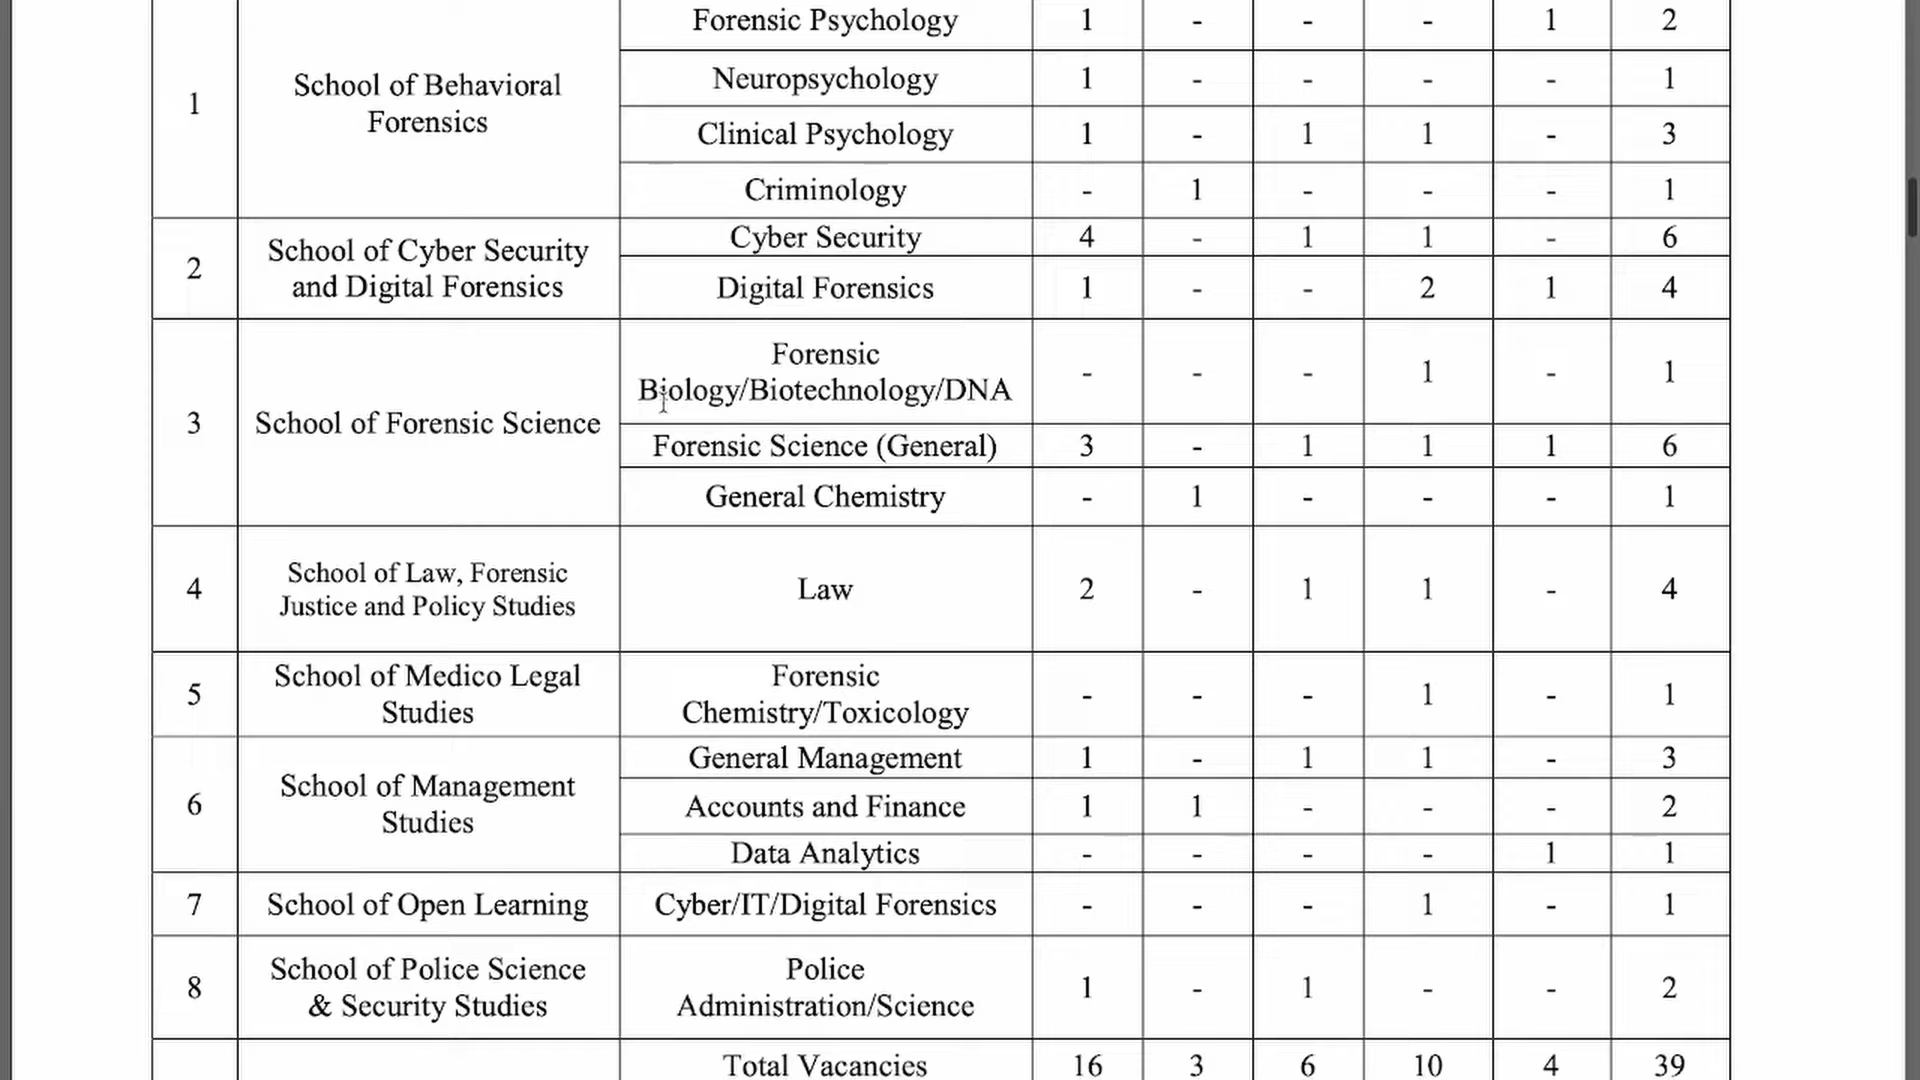 Forensic Psychology 1 - - - 1 2
1 School of Behavioral
Forensics
Neuropsychology 1 - - - - 1
Clinical Psychology 1 - 1 1 - 3
Criminology - 1 - - - 1
2 School of Cyber Security
and Digital Forensics
Cyber Security 4 - 1 1 - 6
Digital Forensics 1 - - 2 1 4
3 School of Forensic Science
Forensic
Biology/Biotechnology/DNA - - - 1 - 1
Forensic Science (General) 3 - 1 1 1 6
General Chemistry - 1 - - - 1
4 School of Law, Forensic
Justice and Policy Studies
Law 2 - 1 1 - 4
5 School of Medico Legal
Studies
Forensic
Chemistry/Toxicology - - - 1 - 1
6 School of Management
Studies
General Management 1 - 1 1 - 3
Accounts and Finance 1 1 - - - 2
Data Analytics - - - - 1 1
7 School of Open Learning Cyber/IT/Digital Forensics - - - 1 - 1
8 School of Police Science
& Security Studies
Police
Administration/Science 1 - 1 - - 2
Total Vacancies 16 3 6 10 4 39